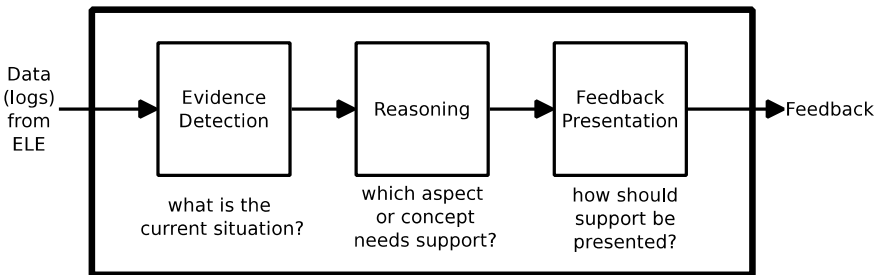 Data
(logs)
from
ELE
Evidence
Detection
what is the
current situation?
Reasoning
which aspect
or concept
needs support?
Feedback
Presentation
how should
support be
presented?
Feedback